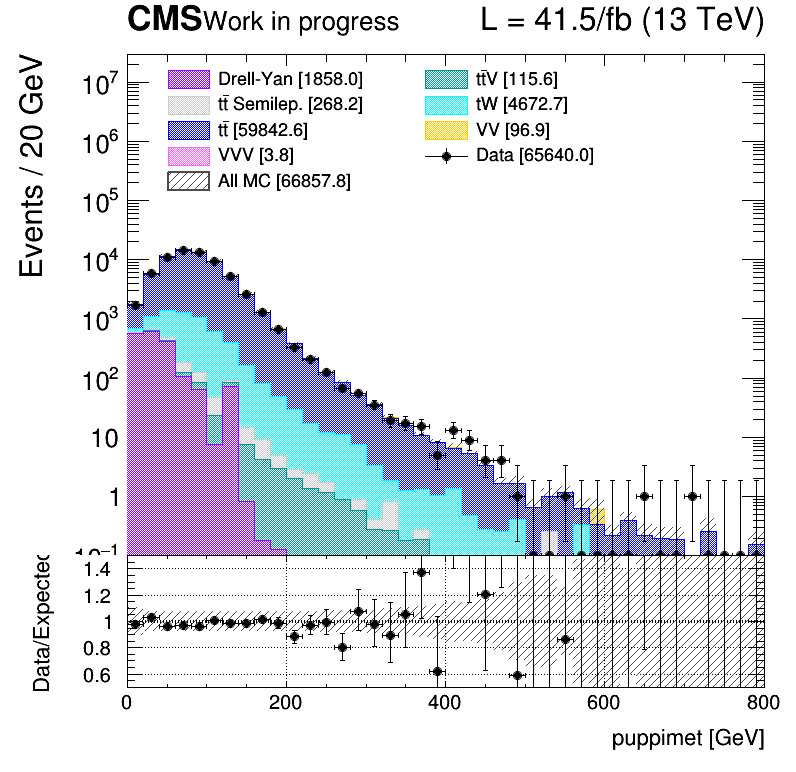 CMS Work in progress L = 41.5/fb (13 TeV)
Events / 20 GeV
Drell-Yan [1858.0]
tt̄ Semilep. [268.2]
tt̄ [59842.6]
VVV [3.8]
All MC [66857.8]
tt̄V [115.6]
tW [4672.7]
VV [96.9]
Data [65640.0]
10⁷
10⁶
10⁵
10⁴
10³
10²
10
1
10⁻¹
Data/Expected
1.4
1.2
1
0.8
0.6
0 200 400 600 800
puppimet [GeV]